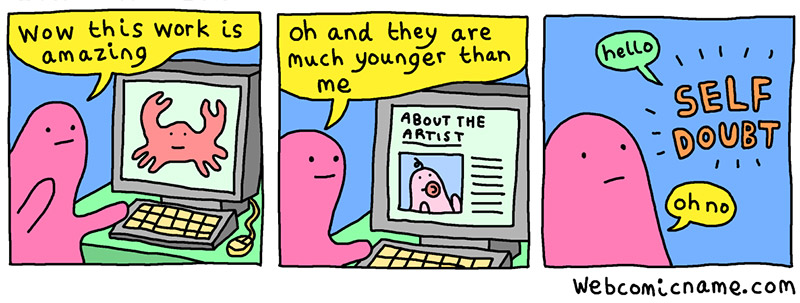 Wow this work is
amazing
oh and they are
much younger than
me
ABOUT THE
ARTIST
hello
SELF
DOUBT
oh no
webcomicname.com